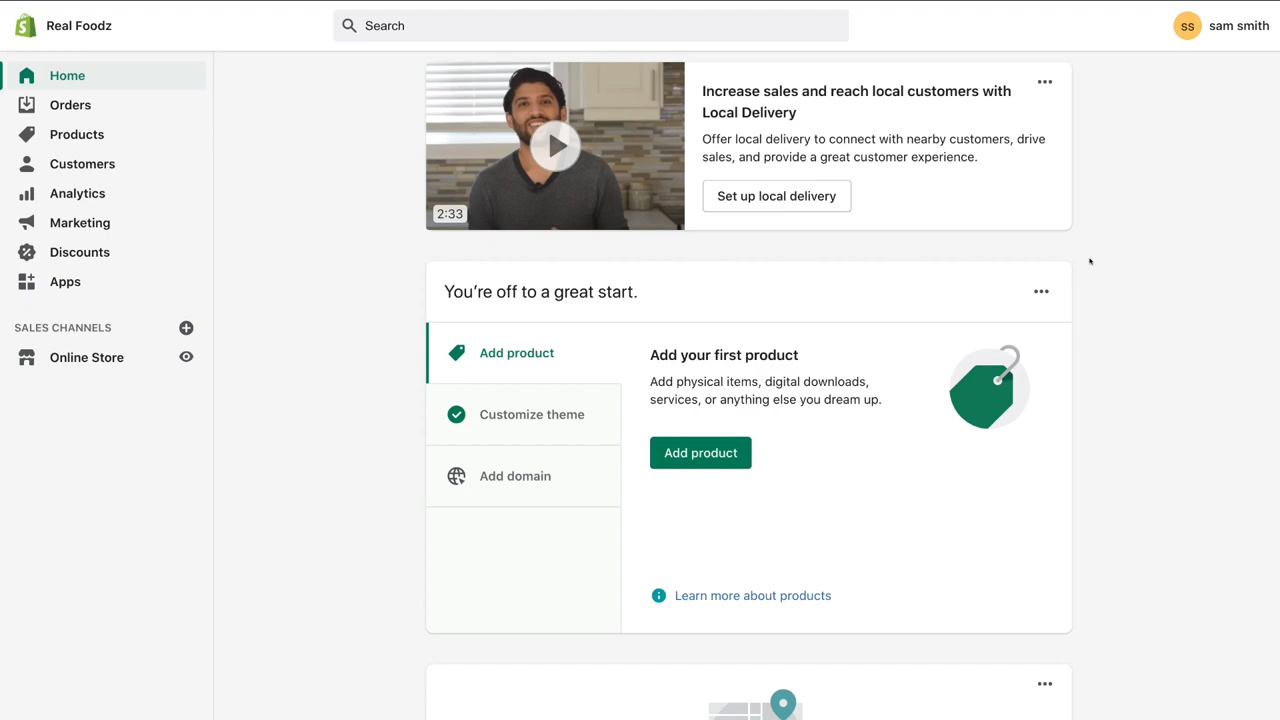 Real Foodz
Search
SS
sam smith
Home
Orders
Products
Customers
Analytics
Marketing
Discounts
Apps
SALES CHANNELS
Online Store
2:33
Increase sales and reach local customers with
Local Delivery
Offer local delivery to connect with nearby customers, drive
sales, and provide a great customer experience.
Set up local delivery
You're off to a great start.
Add product
Customize theme
Add domain
Add your first product
Add physical items, digital downloads,
services, or anything else you dream up.
Add product
Learn more about products